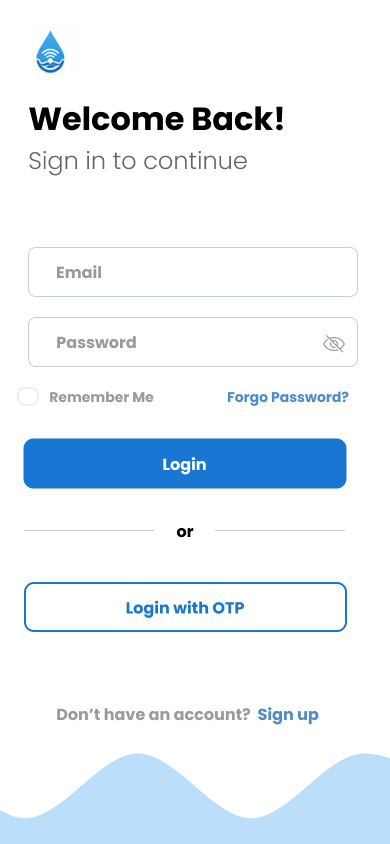 Welcome Back!
Sign in to continue
Email
Password
Remember Me
Forgo Password?
Login
or
Login with OTP
Don’t have an account? Sign up